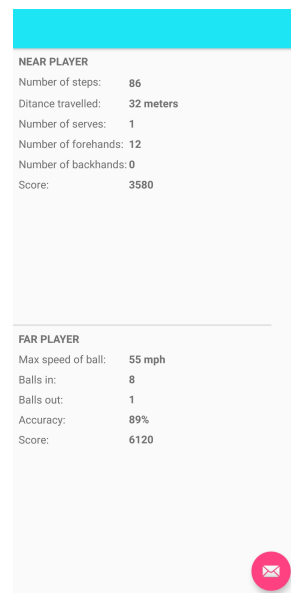 NEAR PLAYER
Number of steps: 86
Ditance travelled: 32 meters
Number of serves: 1
Number of forehands: 12
Number of backhands: 0
Score: 3580
FAR PLAYER
Max speed of ball: 55 mph
Balls in: 8
Balls out: 1
Accuracy: 89%
Score: 6120